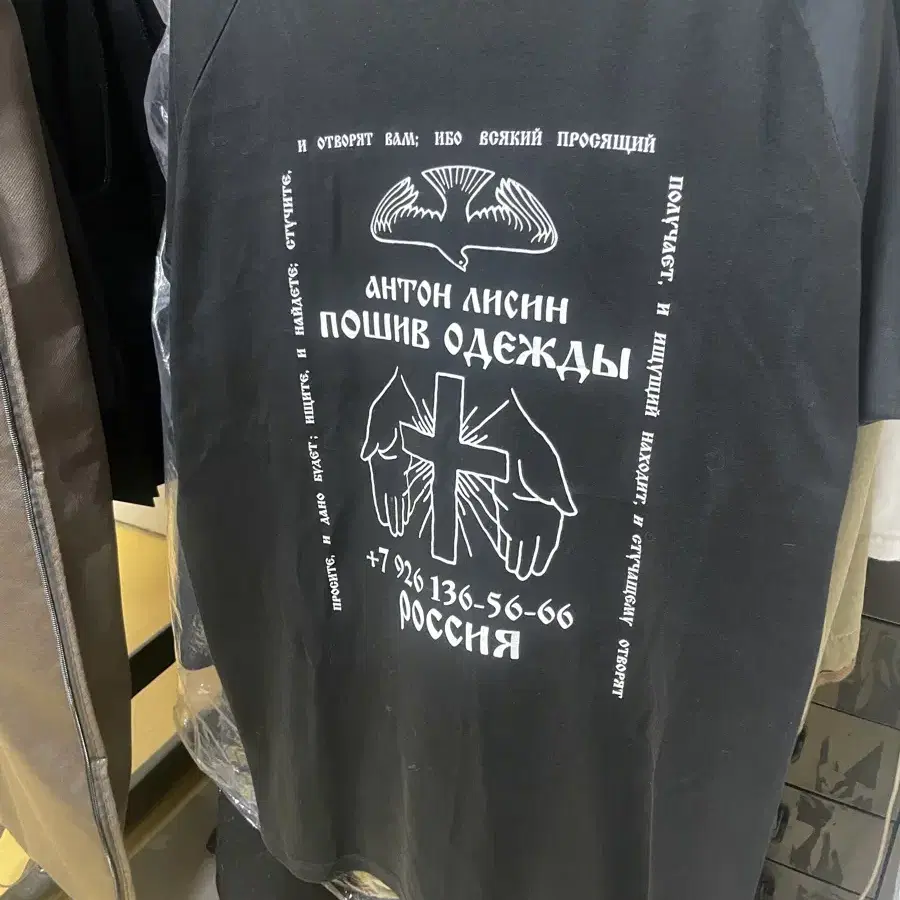 просите, и дано будет; ищите, и найдете; стучите,
и отворят вам; ибо всякий просящий
получает, и ищущий находит, и стучащему отворят
АНТОН ЛИСИН
ПОШИВ ОДЕЖДЫ
+7 926 136-56-66
РОССИЯ